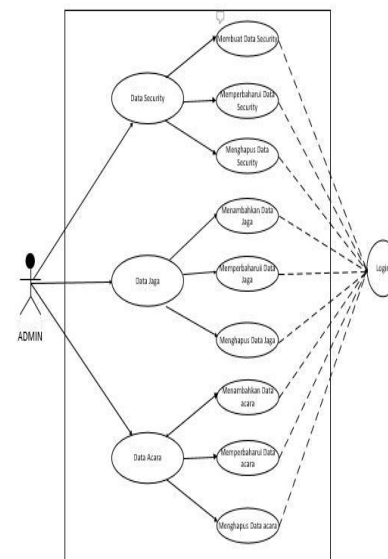 Membuat Data Security
Data Security
Memperbaharui Data
Security
Menghapus Data
Security
Menambahkan Data
Jaga
Data Jaga
Memperbaharuii Data
Jaga
Login
ADMIN
Menghapus Data Jaga
Menambahkan Data
acara
Data Acara
Memperbaharui Data
acara
Menghapus Data acara